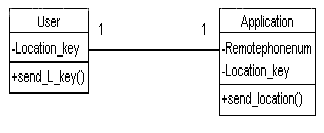 User
-Location_key
+send_L_key()
1
1
Application
-Remotephonenum
-Location_key
+send_location()